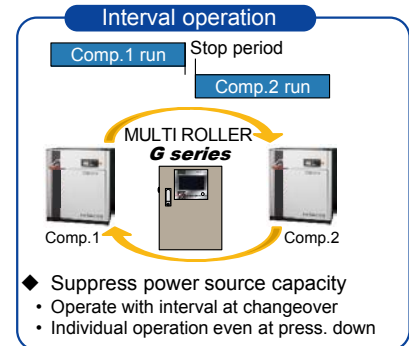 Interval operation
Comp.1 run
Stop period
Comp.2 run
MULTI ROLLER
G series
Comp.1
Comp.2
◆ Suppress power source capacity
• Operate with interval at changeover
• Individual operation even at press. down